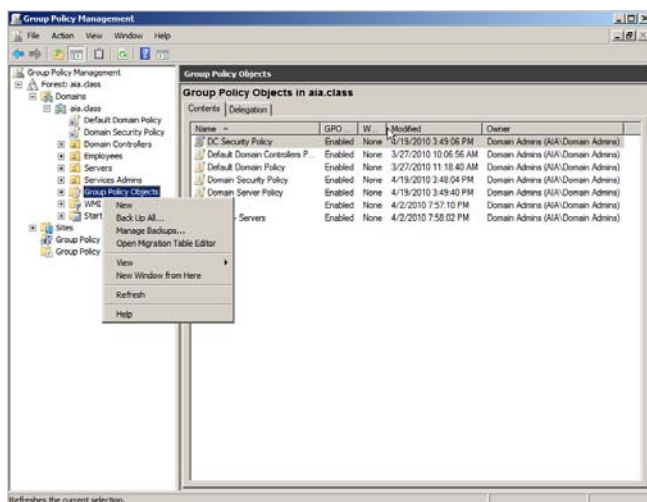 Group Policy Management
File Action View Window Help
Group Policy Management
Forest: aia.class
Domains
aia.class
Default Domain Policy
Domain Security Policy
Domain Controllers
Employees
Servers
Services Admins
Group Policy Objects
WMI
Start
Sites
Group Policy
Group Policy
New
Back Up All...
Manage Backups...
Open Migration Table Editor
View
New Window from Here
Refresh
Help
Group Policy Objects
Group Policy Objects in aia.class
Contents Delegation
Name GPO ... W... Modified Owner
DC Security Policy Enabled None 4/19/2010 3:49:06 PM Domain Admins (AIA\Domain Admins)
Default Domain Controllers P... Enabled None 3/27/2010 10:06:56 AM Domain Admins (AIA\Domain Admins)
Default Domain Policy Enabled None 3/27/2010 11:18:40 AM Domain Admins (AIA\Domain Admins)
Domain Security Policy Enabled None 4/19/2010 3:48:04 PM Domain Admins (AIA\Domain Admins)
Domain Server Policy Enabled None 4/19/2010 3:49:40 PM Domain Admins (AIA\Domain Admins)
Enabled None 4/2/2010 7:57:10 PM Domain Admins (AIA\Domain Admins)
Servers Enabled None 4/2/2010 7:58:02 PM Domain Admins (AIA\Domain Admins)
Refreshes the current selection.